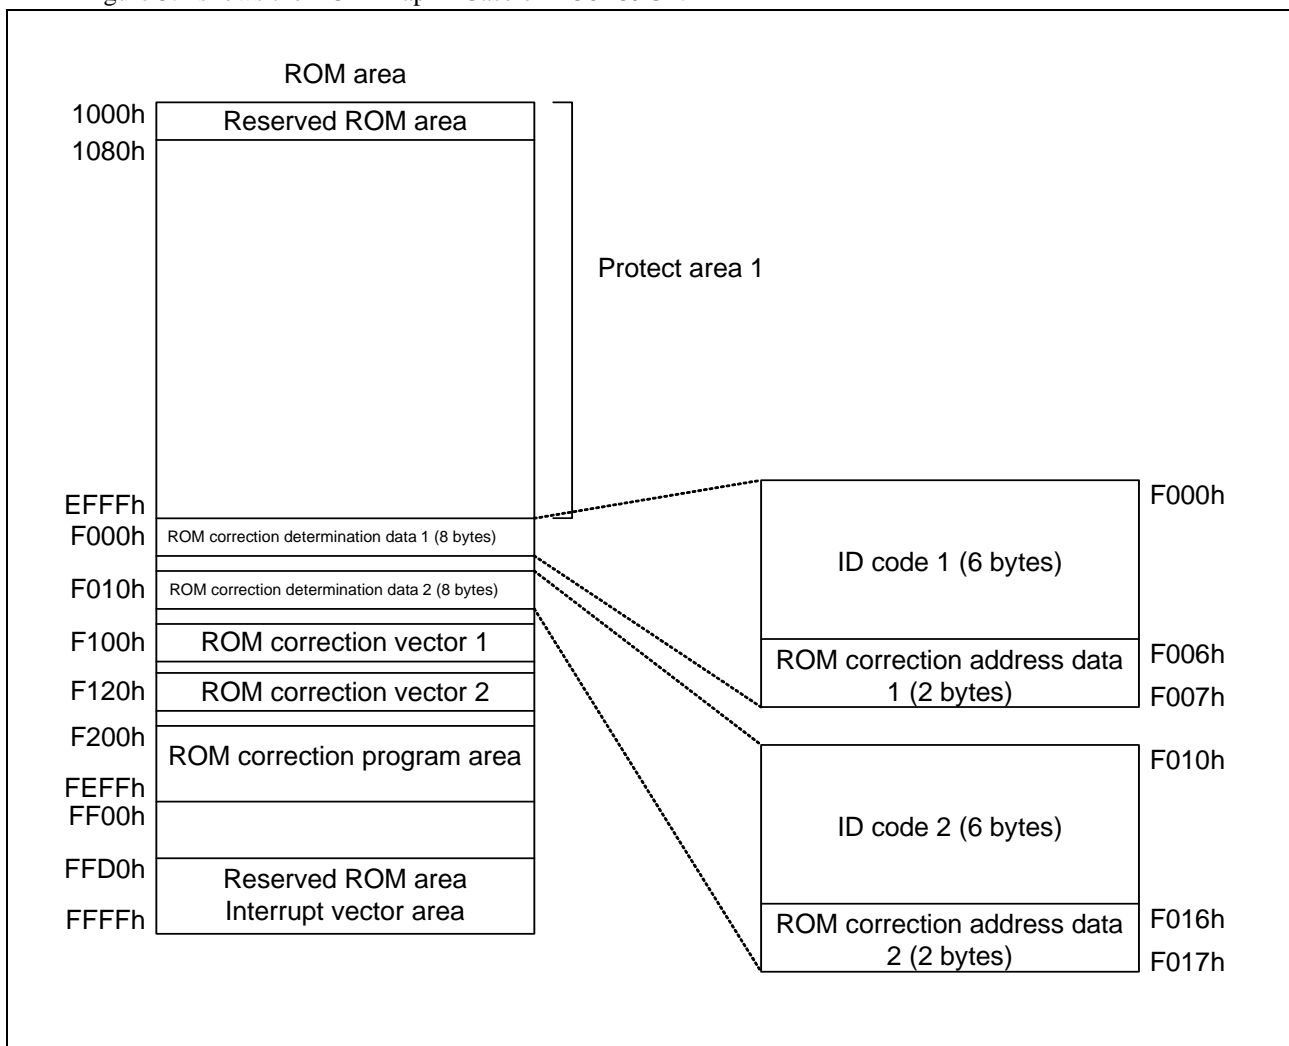 ROM area
1000h
Reserved ROM area
1080h
Protect area 1
EFFFh
F000h
ROM correction determination data 1 (8 bytes)
F010h
ROM correction determination data 2 (8 bytes)
F100h
ROM correction vector 1
F120h
ROM correction vector 2
F200h
ROM correction program area
FEFFh
FF00h
FFD0h
Reserved ROM area
Interrupt vector area
FFFFh
F000h
ID code 1 (6 bytes)
ROM correction address data
1 (2 bytes)
F006h
F007h
F010h
ID code 2 (6 bytes)
ROM correction address data
2 (2 bytes)
F016h
F017h